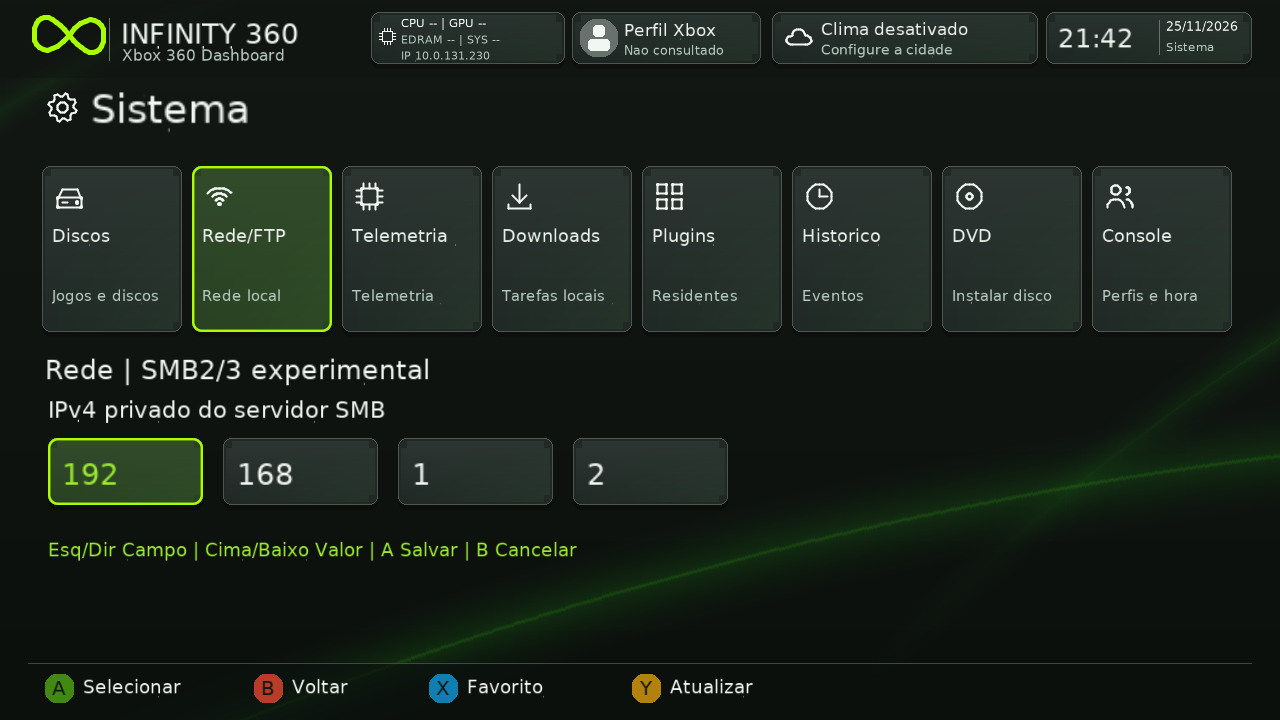 INFINITY 360
Xbox 360 Dashboard
CPU -- | GPU --
EDRAM -- | SYS --
IP 10.0.131.230
Perfil Xbox
Nao consultado
Clima desativado
Configure a cidade
21:42
25/11/2026
Sistema
Sistema
Discos
Jogos e discos
Rede/FTP
Rede local
Telemetria
Telemetria
Downloads
Tarefas locais
Plugins
Residentes
Historico
Eventos
DVD
Instalar disco
Console
Perfis e hora
Rede | SMB2/3 experimental
IPv4 privado do servidor SMB
192 168 1 2
Esq/Dir Campo | Cima/Baixo Valor | A Salvar | B Cancelar
A Selecionar B Voltar X Favorito Y Atualizar